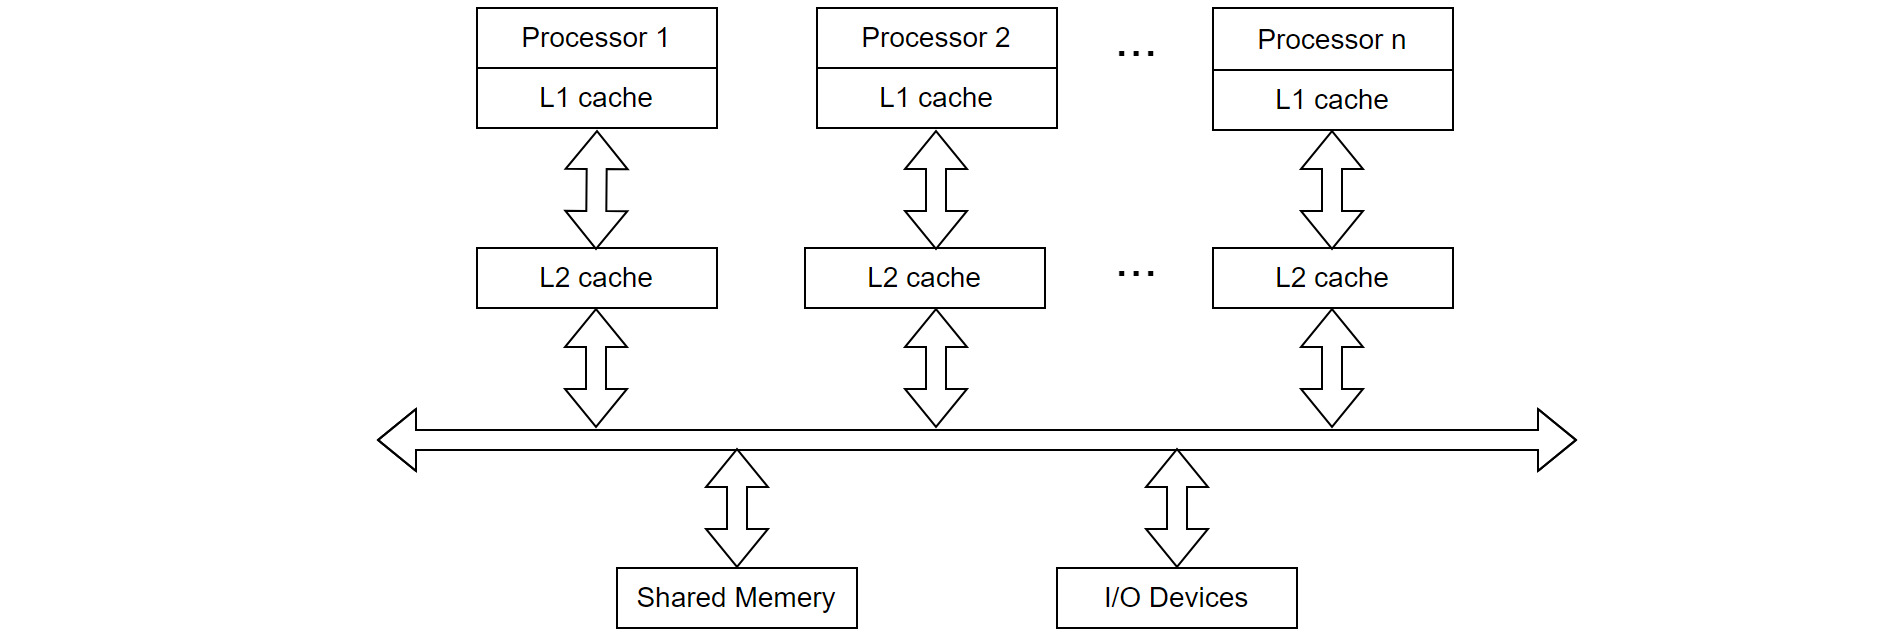 Processor 1
Processor 2
...
Processor n
L1 cache
L1 cache
L1 cache
L2 cache
L2 cache
...
L2 cache
Shared Memery
I/O Devices